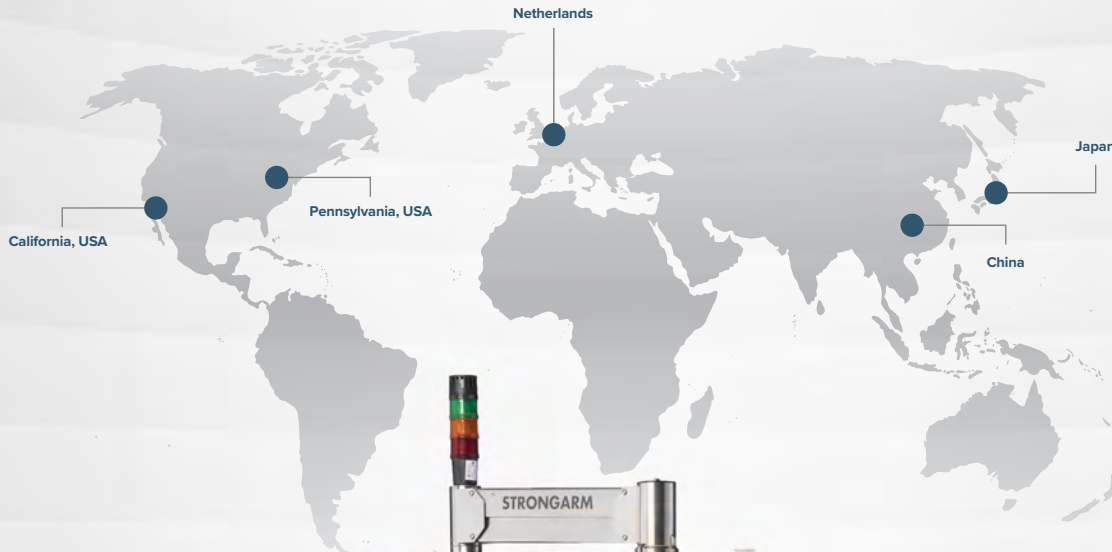 Netherlands
Japan
Pennsylvania, USA
California, USA
China
STRONGARM